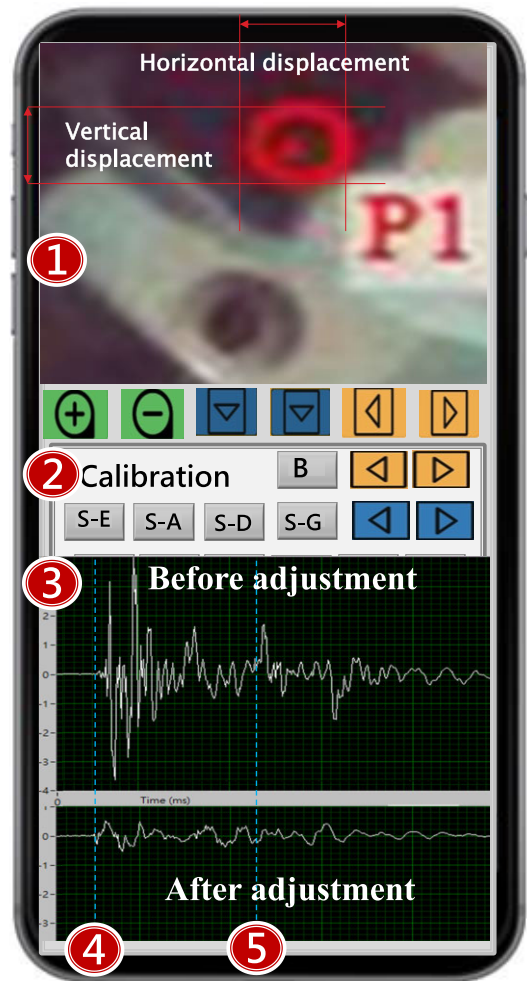 Horizontal displacement
Vertical
displacement
1
P1
2
Calibration
B
S-E
S-A
S-D
S-G
3
Before adjustment
2
1
0
-1
-2
-3
-4
0
Time (ms)
1
0
-1
-2
-3
After adjustment
4
5